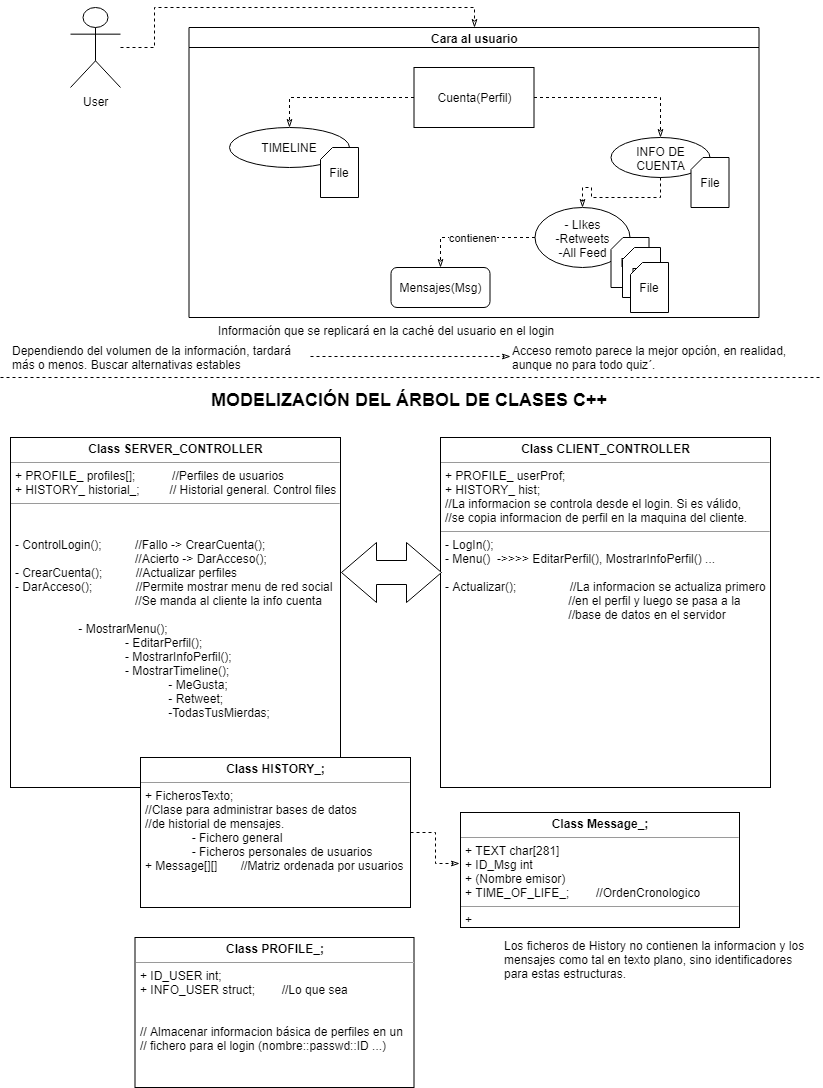 User
Cara al usuario
Cuenta(Perfil)
TIMELINE
File
INFO DE
CUENTA
File
- LIkes
-Retweets
-All Feed
File
contienen
Mensajes(Msg)
Información que se replicará en la caché del usuario en el login
Dependiendo del volumen de la información, tardará
más o menos. Buscar alternativas estables
Acceso remoto parece la mejor opción, en realidad,
aunque no para todo quiz´.
MODELIZACIÓN DEL ÁRBOL DE CLASES C++
Class SERVER_CONTROLLER
+ PROFILE_ profiles[]; //Perfiles de usuarios
+ HISTORY_ historial_; // Historial general. Control files
- ControlLogin(); //Fallo -> CrearCuenta();
//Acierto -> DarAcceso();
- CrearCuenta(); //Actualizar perfiles
- DarAcceso(); //Permite mostrar menu de red social
//Se manda al cliente la info cuenta
- MostrarMenu();
- EditarPerfil();
- MostrarInfoPerfil();
- MostrarTimeline();
- MeGusta;
- Retweet;
-TodasTusMierdas;
Class CLIENT_CONTROLLER
+ PROFILE_ userProf;
+ HISTORY_ hist;
//La informacion se controla desde el login. Si es válido,
//se copia informacion de perfil en la maquina del cliente.
- LogIn();
- Menu() ->>>>> EditarPerfil(), MostrarInfoPerfil() ...
- Actualizar(); //La informacion se actualiza primero
//en el perfil y luego se pasa a la
//base de datos en el servidor
Class HISTORY_;
+ FicherosTexto;
//Clase para administrar bases de datos
//de historial de mensajes.
- Fichero general
- Ficheros personales de usuarios
+ Message[][] //Matriz ordenada por usuarios
Class Message_;
+ TEXT char[281]
+ ID_Msg int
+ (Nombre emisor)
+ TIME_OF_LIFE_; //OrdenCronologico
+
Los ficheros de History no contienen la informacion y los
mensajes como tal en texto plano, sino identificadores
para estas estructuras.
Class PROFILE_;
+ ID_USER int;
+ INFO_USER struct; //Lo que sea
// Almacenar informacion básica de perfiles en un
// fichero para el login (nombre::passwd::ID ...)